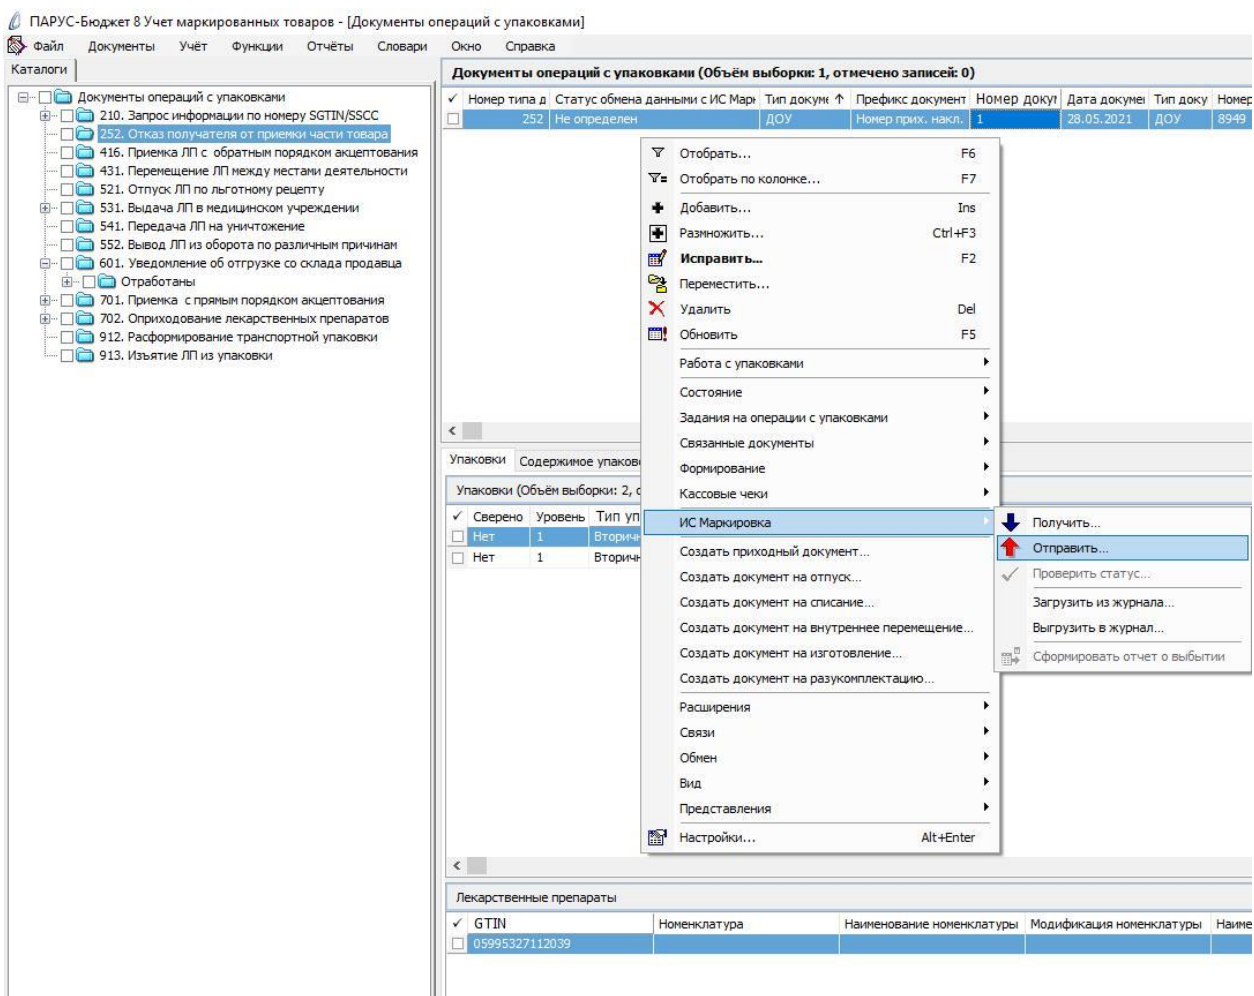 ПАРУС-Бюджет 8 Учет маркированных товаров - [Документы операций с упаковками]
Файл Документы Учёт Функции Отчёты Словари Окно Справка
Каталоги
Документы операций с упаковками
210. Запрос информации по номеру SGTIN/SSCC
252. Отказ получателя от приемки части товара
416. Приемка ЛП с обратным порядком акцептования
431. Перемещение ЛП между местами деятельности
521. Отпуск ЛП по льготному рецепту
531. Выдача ЛП в медицинском учреждении
541. Передача ЛП на уничтожение
552. Вывод ЛП из оборота по различным причинам
601. Уведомление об отгрузке со склада продавца
Отработаны
701. Приемка с прямым порядком акцептования
702. Оприходование лекарственных препаратов
912. Расформирование транспортной упаковки
913. Изъятие ЛП из упаковки
Документы операций с упаковками (Объём выборки: 1, отмечено записей: 0)
Номер типа д Статус обмена данными с ИС Марк Тип докуме Префикс документ Номер докум Дата докумен Тип доку Номер
252 Не определен ДОУ Номер прих. накл. 1 28.05.2021 ДОУ 8949
Отобрать... F6
Отобрать по колонке... F7
Добавить... Ins
Размножить... Ctrl+F3
Исправить... F2
Переместить...
Удалить Del
Обновить F5
Работа с упаковками
Состояние
Задания на операции с упаковками
Связанные документы
Формирование
Кассовые чеки
ИС Маркировка
Создать приходный документ...
Создать документ на отпуск...
Создать документ на списание...
Создать документ на внутреннее перемещение...
Создать документ на изготовление...
Создать документ на разукомплектацию...
Расширения
Связи
Обмен
Вид
Представления
Настройки... Alt+Enter
Получить...
Отправить...
Проверить статус...
Загрузить из журнала...
Выгрузить в журнал...
Сформировать отчет о выбытии
Упаковки Содержимое упаково
Упаковки (Объём выборки: 2, о
Сверено Уровень Тип уп
Нет 1 Вторичн
Нет 1 Вторичн
Лекарственные препараты
GTIN Номенклатура Наименование номенклатуры Модификация номенклатуры Наиме
05995327112039